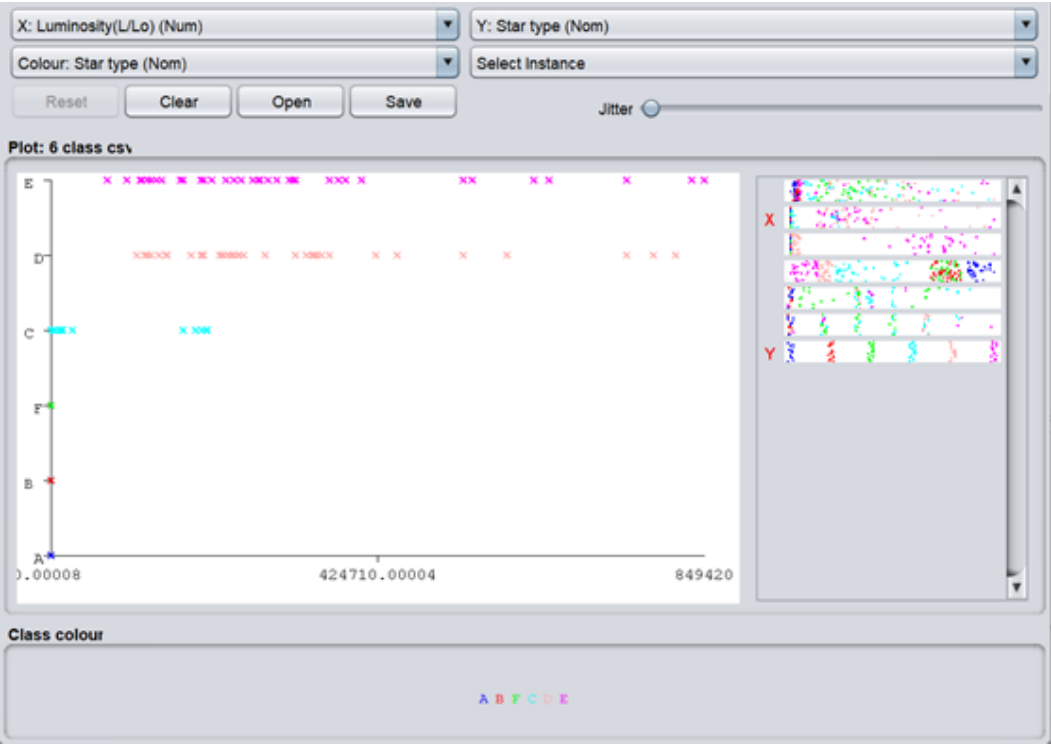 X: Luminosity(L/Lo) (Num) Y: Star type (Nom)
Colour: Star type (Nom) Select Instance
Reset Clear Open Save Jitter
Plot: 6 class csv
E
D
X
C
Y
F
B
A
0.00008 424710.00004 849420
Class colour
A B F C D E